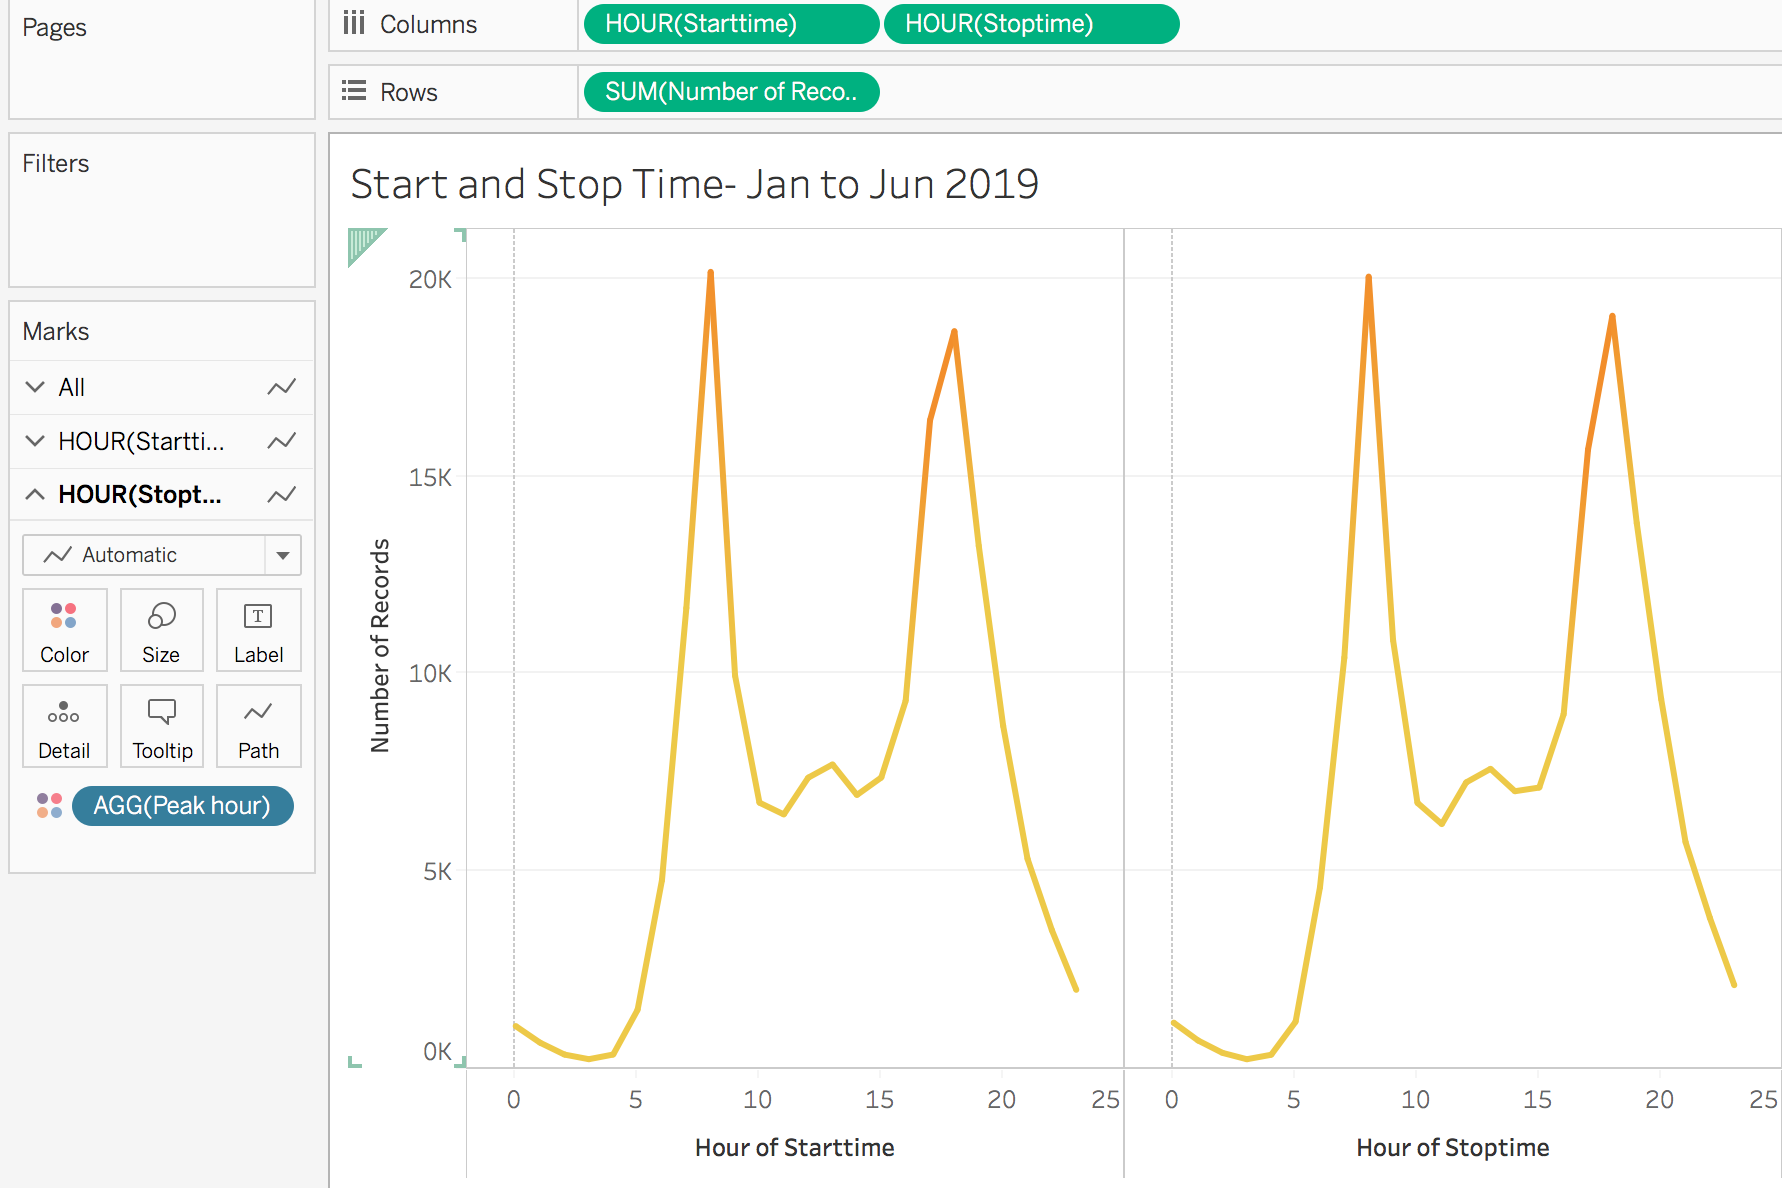 Pages
Columns
HOUR(Starttime)
HOUR(Stoptime)
Rows
SUM(Number of Reco..
Filters
Marks
All
HOUR(Startti...
HOUR(Stopt...
Automatic
Color
Size
T
Label
Detail
Tooltip
Path
AGG(Peak hour)
Start and Stop Time- Jan to Jun 2019
Number of Records
20K
15K
10K
5K
0K
0 5 10 15 20 25
0 5 10 15 20 25
Hour of Starttime
Hour of Stoptime